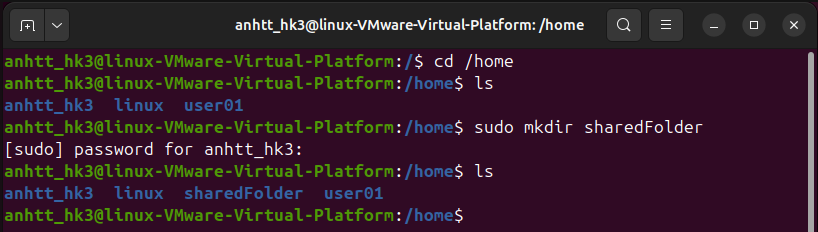 anhtt_hk3@linux-VMware-Virtual-Platform: /home
anhtt_hk3@linux-VMware-Virtual-Platform:/$ cd /home
anhtt_hk3@linux-VMware-Virtual-Platform:/home$ ls
anhtt_hk3  linux  user01
anhtt_hk3@linux-VMware-Virtual-Platform:/home$ sudo mkdir sharedFolder
[sudo] password for anhtt_hk3:
anhtt_hk3@linux-VMware-Virtual-Platform:/home$ ls
anhtt_hk3  linux  sharedFolder  user01
anhtt_hk3@linux-VMware-Virtual-Platform:/home$